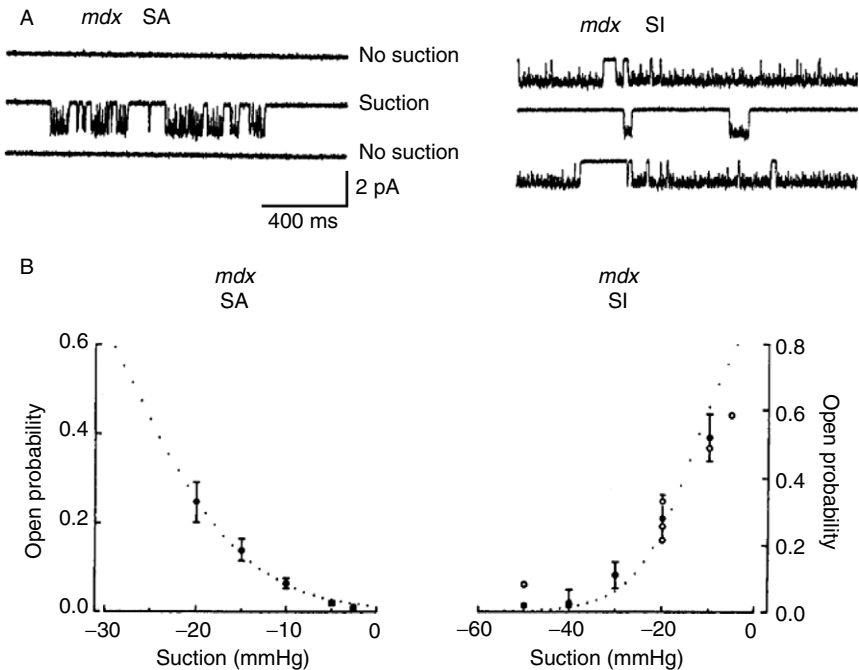 A
mdx SA
mdx SI
No suction
Suction
No suction
2 pA
400 ms
B
mdx
SA
mdx
SI
0.6
0.4
0.2
0.0
Open probability
−30
−20
−10
0
Suction (mmHg)
0.8
0.6
0.4
0.2
0.0
Open probability
−60
−40
−20
0
Suction (mmHg)